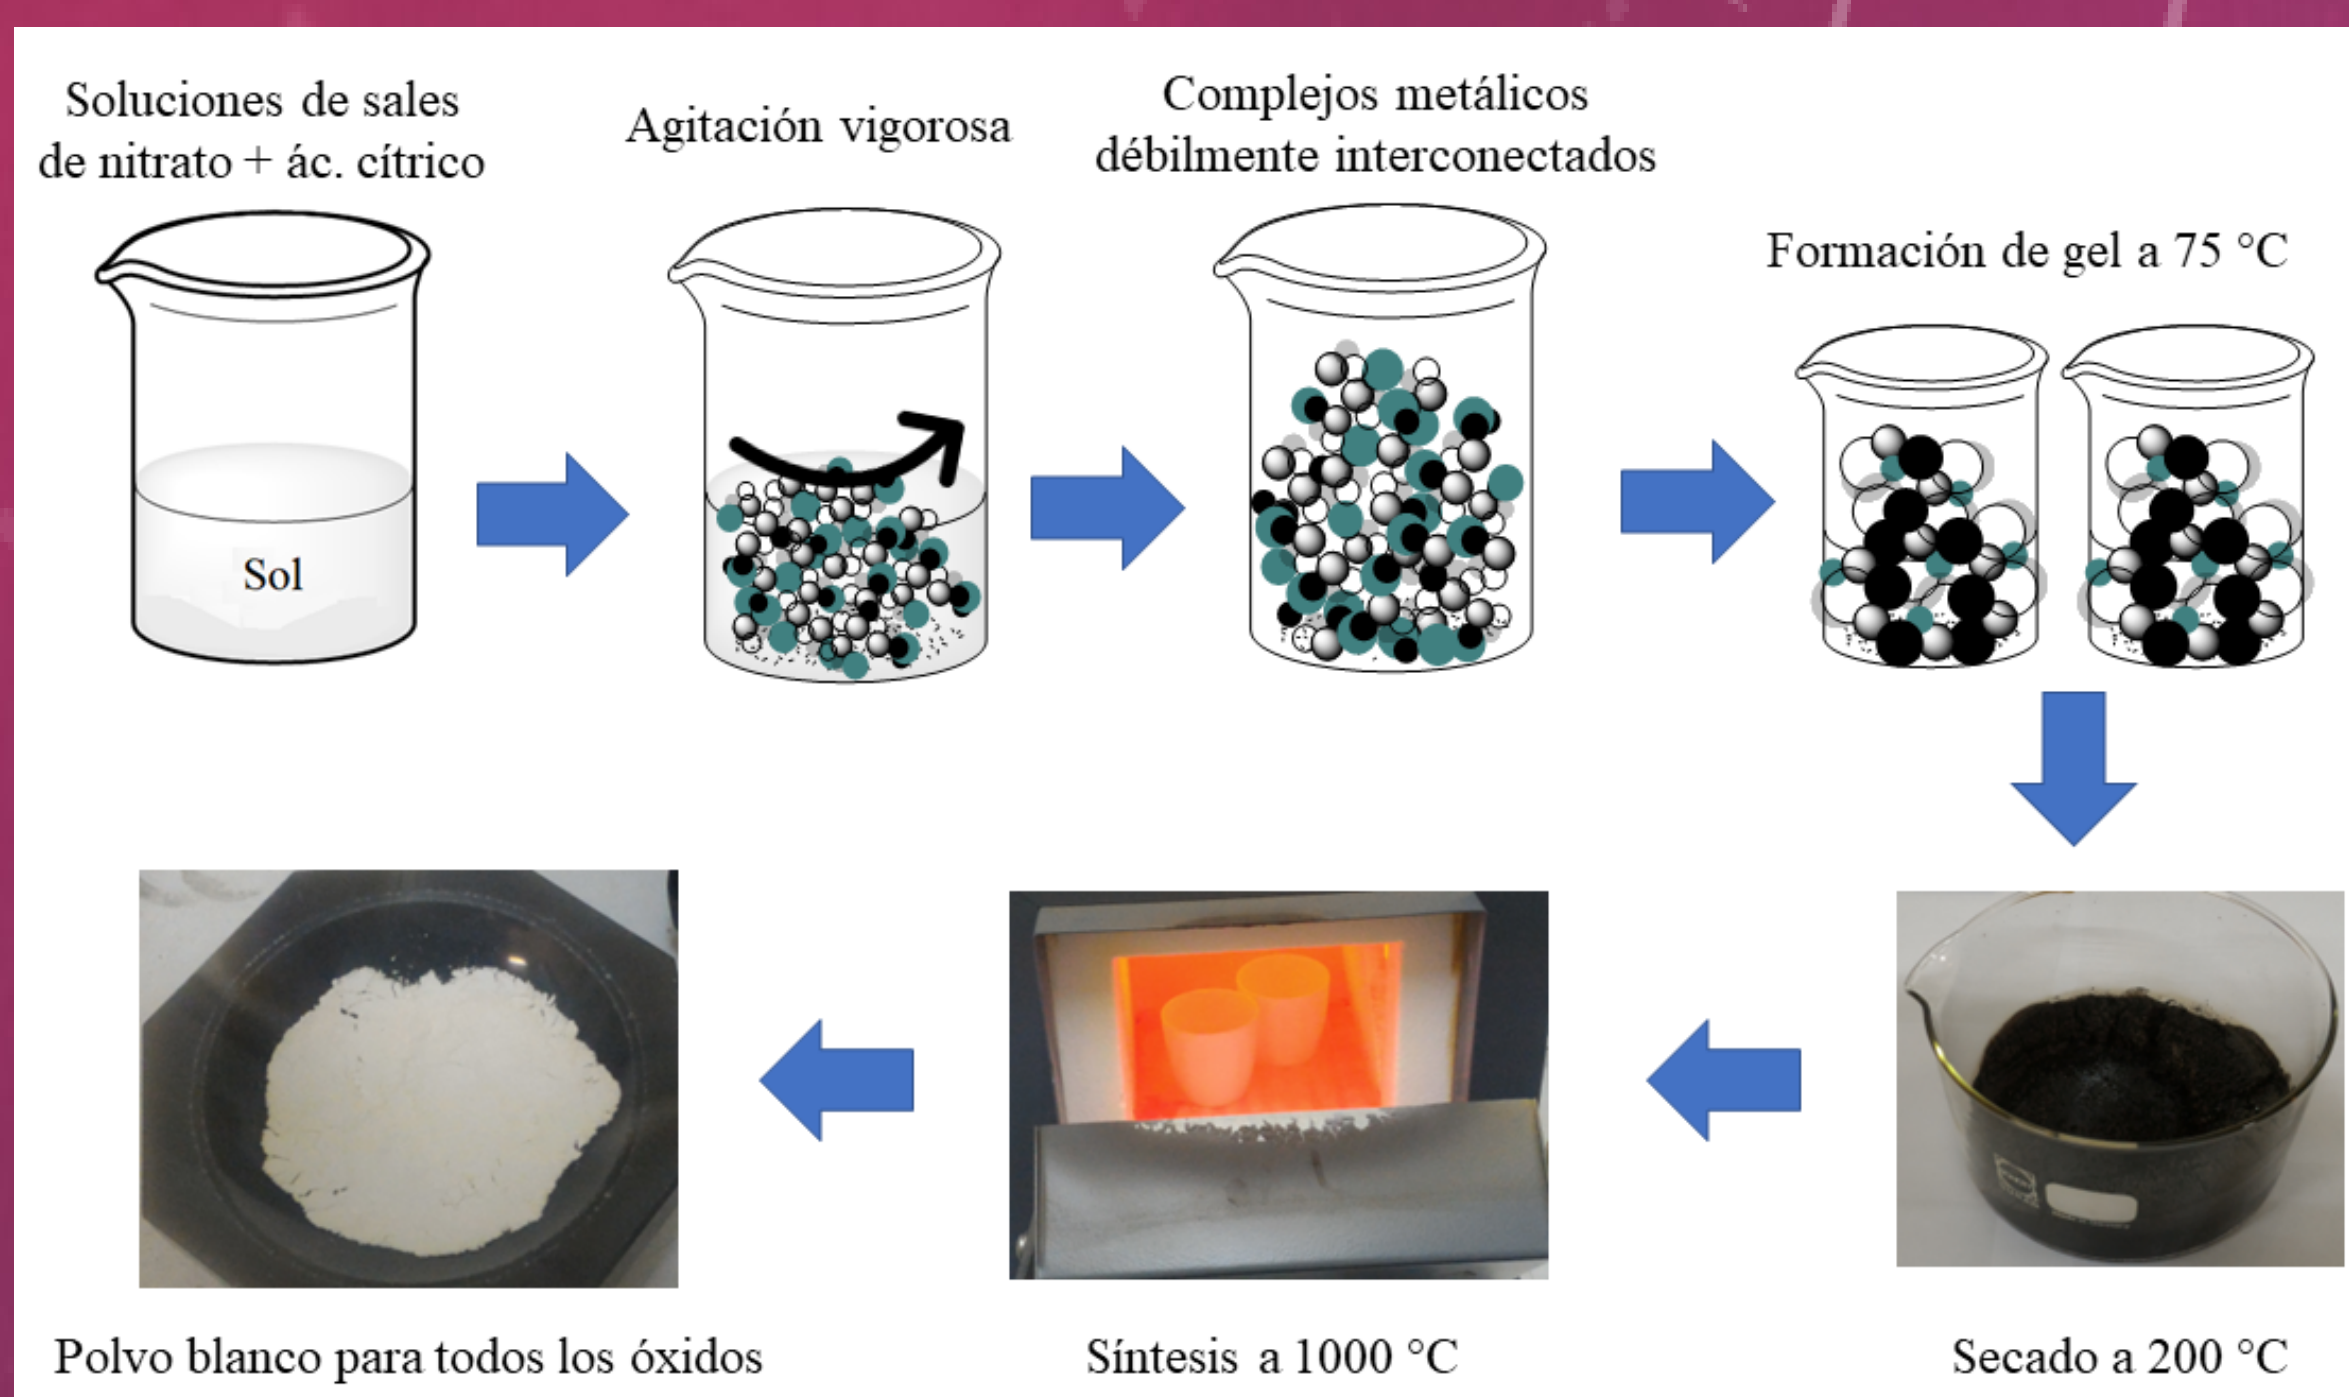 Soluciones de sales
de nitrato + ác. cítrico
Agitación vigorosa
Complejos metálicos
débilmente interconectados
Formación de gel a 75 °C
Sol
Polvo blanco para todos los óxidos
Síntesis a 1000 °C
Secado a 200 °C